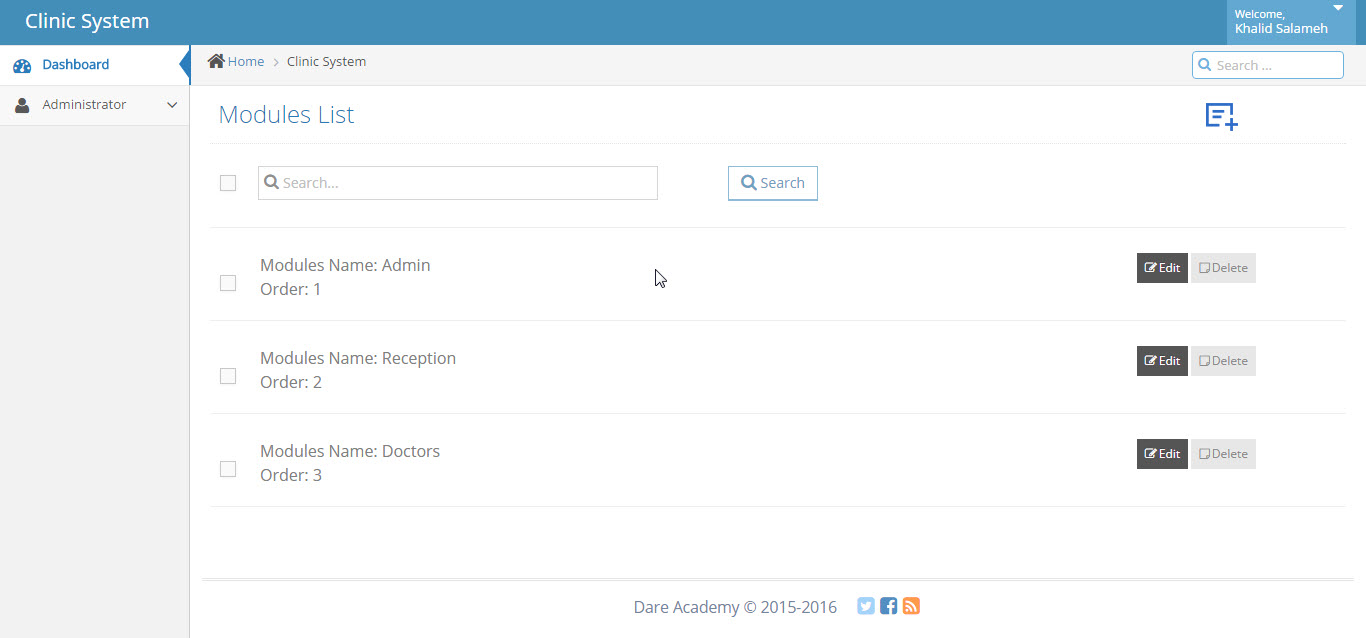 Clinic System
Welcome,
Khalid Salameh
Dashboard
Administrator
Home
Clinic System
Search ...
Modules List
Search...
Search
Modules Name: Admin
Order: 1
Edit
Delete
Modules Name: Reception
Order: 2
Edit
Delete
Modules Name: Doctors
Order: 3
Edit
Delete
Dare Academy © 2015-2016